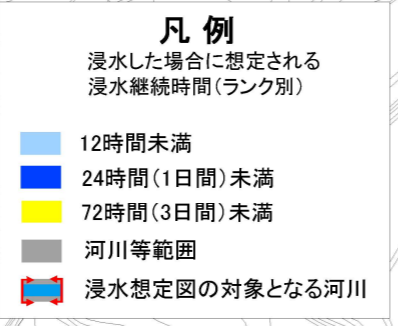 凡 例
浸水した場合に想定される
浸水継続時間（ランク別）
12時間未満
24時間（1日間）未満
72時間（3日間）未満
河川等範囲
浸水想定図の対象となる河川